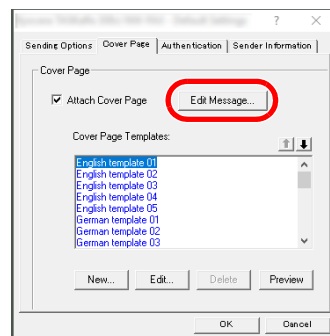 Default Settings
Sending Options Cover Page Authentication Sender Information
Cover Page
Attach Cover Page Edit Message...
Cover Page Templates:
English template 01
English template 02
English template 03
English template 04
English template 05
German template 01
German template 02
German template 03
New... Edit... Delete Preview
OK Cancel